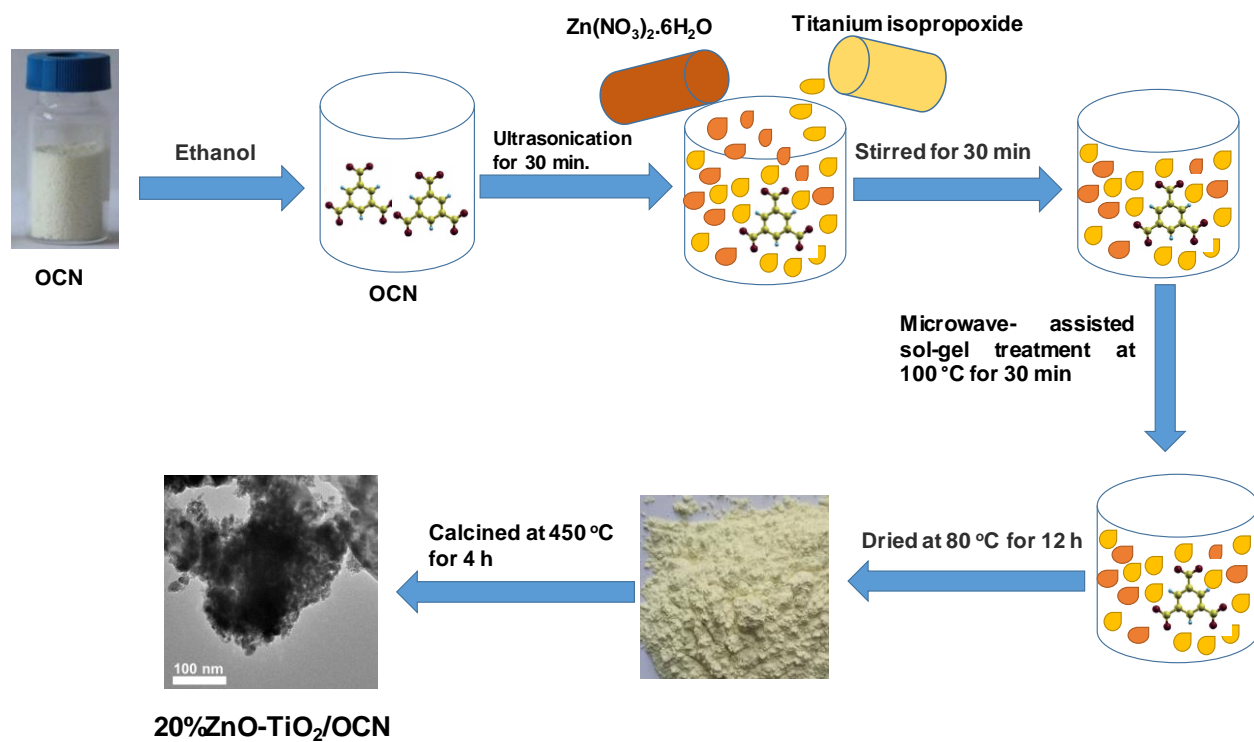 Zn(NO₃)₂.6H₂O
Titanium isopropoxide
Ethanol
Ultrasonication
for 30 min.
Stirred for 30 min
OCN
OCN
Microwave- assisted
sol-gel treatment at
100 °C for 30 min
Dried at 80 °C for 12 h
Calcined at 450 °C
for 4 h
100 nm
20%ZnO-TiO₂/OCN